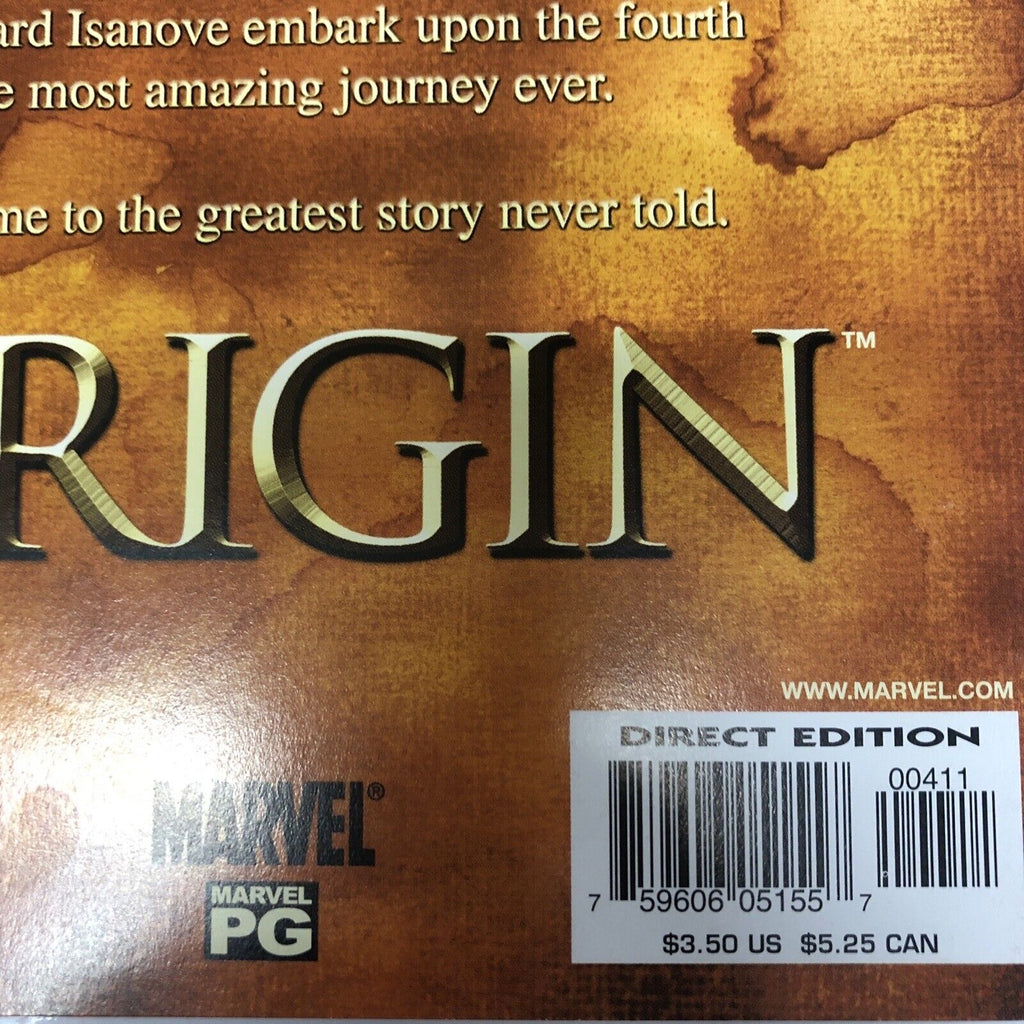 ard Isanove embark upon the fourth
e most amazing journey ever.
me to the greatest story never told.
RIGIN™
WWW.MARVEL.COM
DIRECT EDITION
00411
7 59606 05155 7
$3.50 US $5.25 CAN
MARVEL®
MARVEL
PG